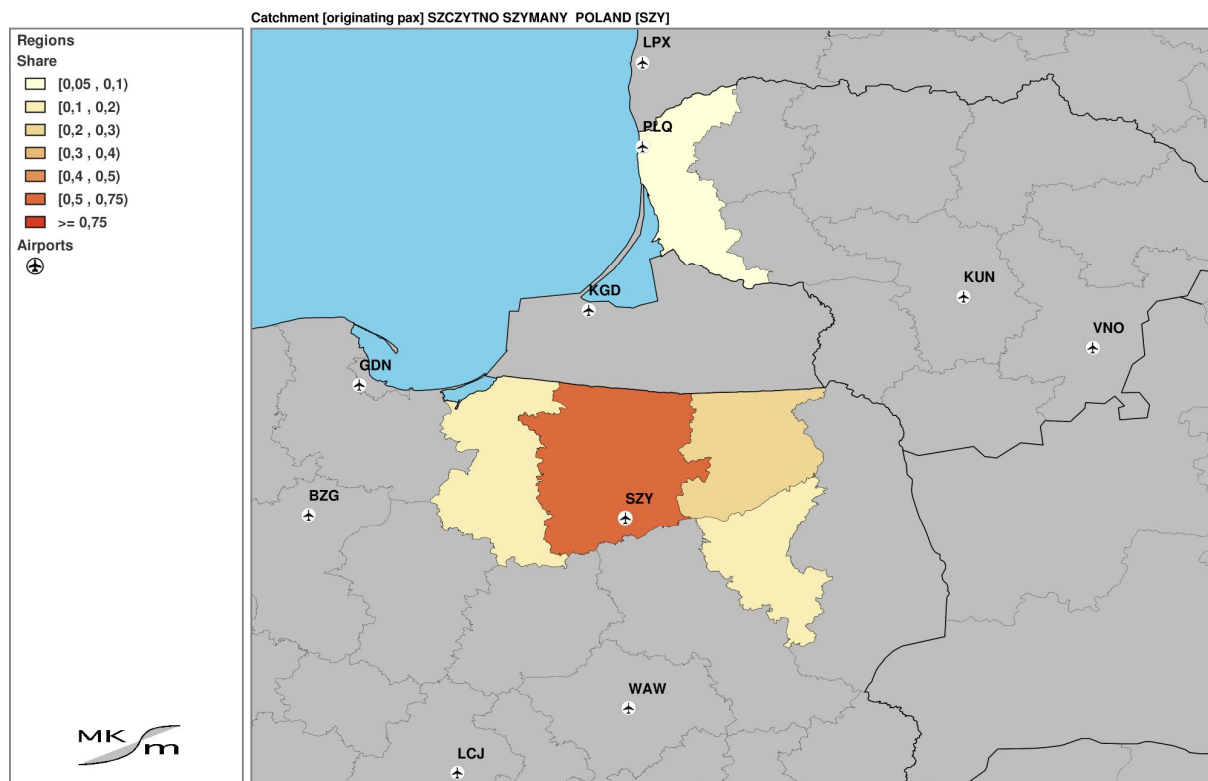 Catchment [originating pax] SZCZYTNO SZYMANY POLAND [SZY]
Regions
Share
[0,05 , 0,1)
[0,1 , 0,2)
[0,2 , 0,3)
[0,3 , 0,4)
[0,4 , 0,5)
[0,5 , 0,75)
>= 0,75
Airports
LPX
PLQ
KUN
KGD
VNO
GDN
BZG
SZY
WAW
LCJ
MK
m